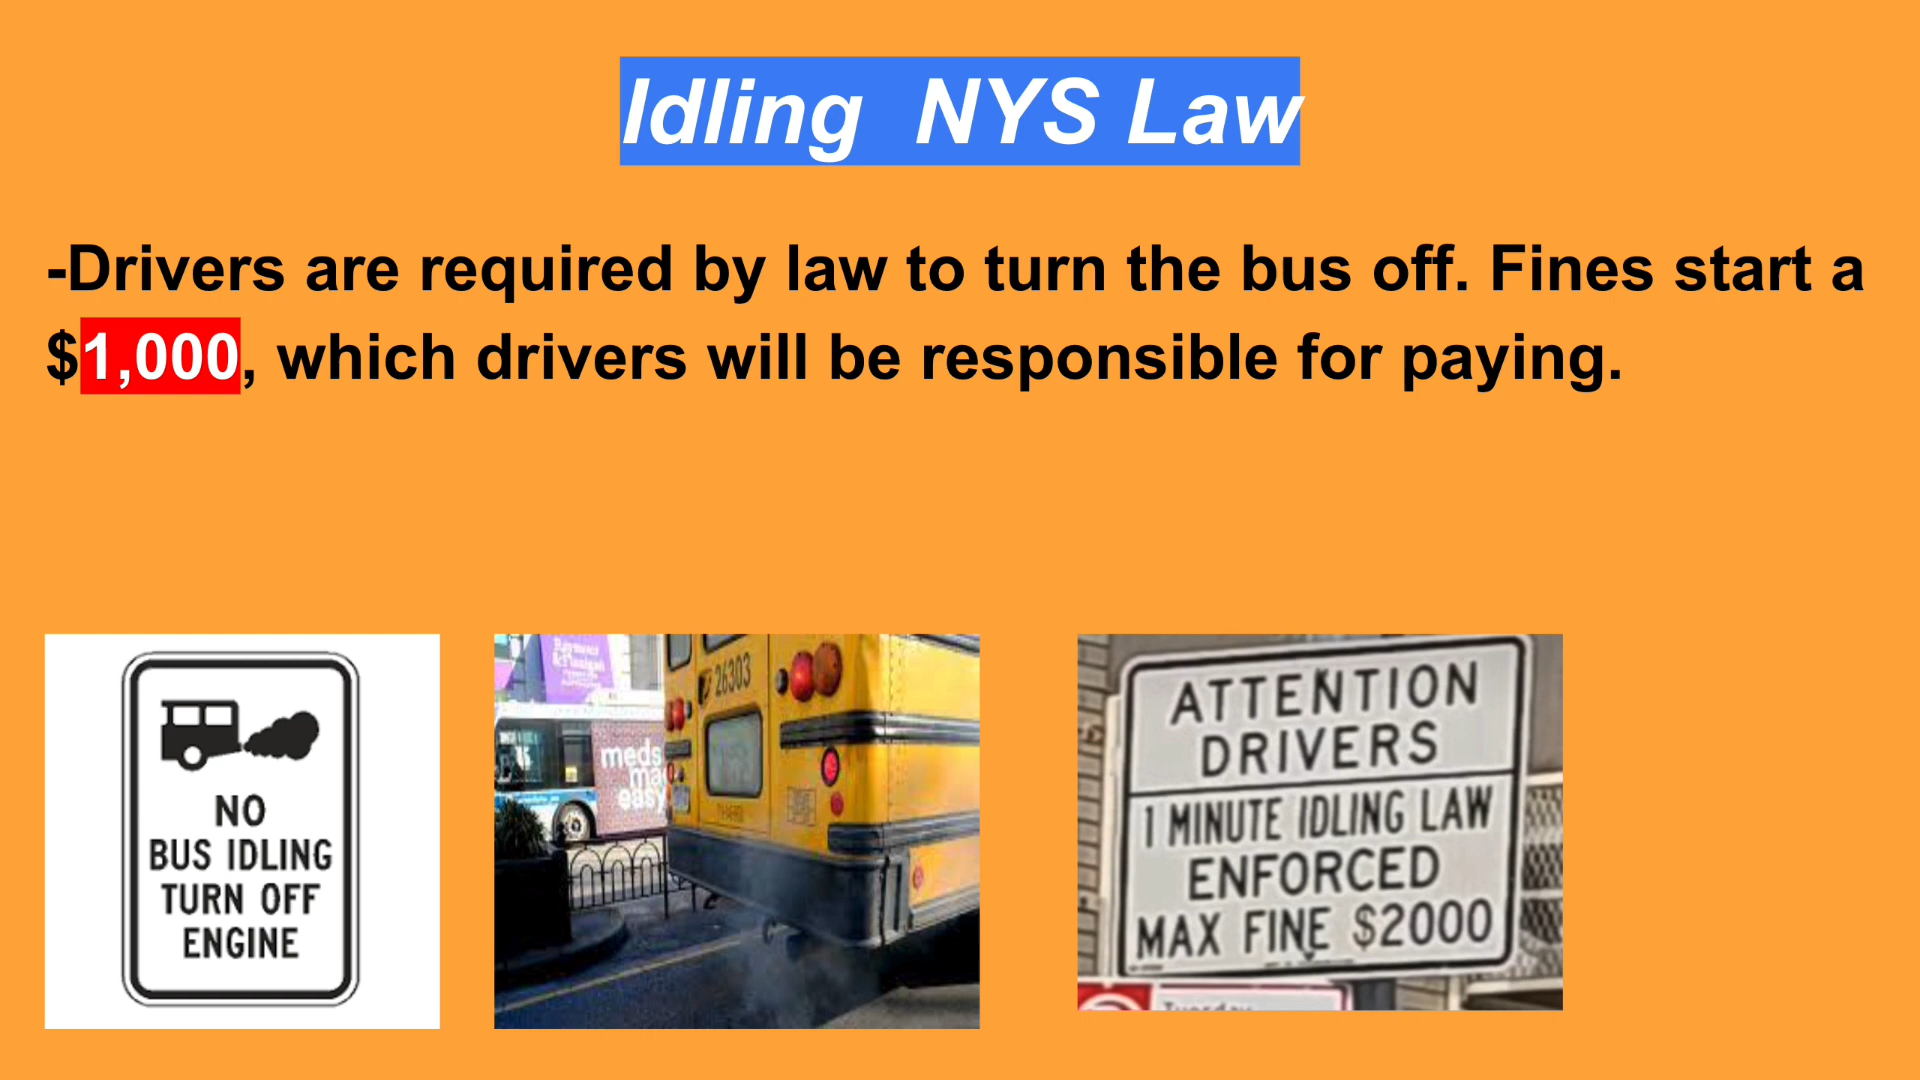 Idling  NYS Law
-Drivers are required by law to turn the bus off. Fines start a
$1,000, which drivers will be responsible for paying.
NO
BUS IDLING
TURN OFF
ENGINE
26303
meds
ma
easy
ATTENTION
DRIVERS
1 MINUTE IDLING LAW
ENFORCED
MAX FINE $2000
Tuesday